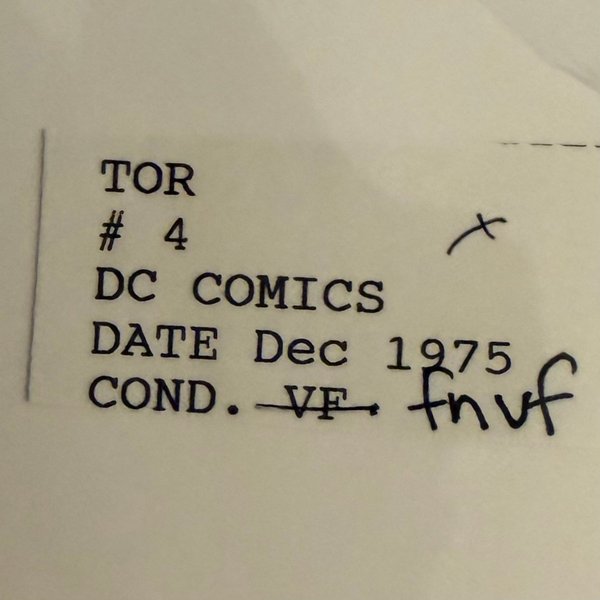 TOR
# 4
DC COMICS
DATE Dec 1975
COND. VF. fnvf